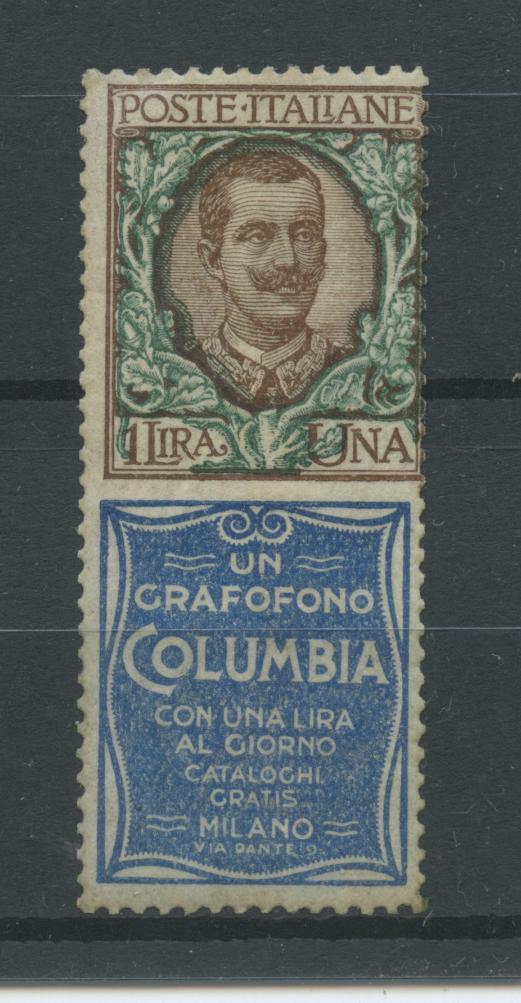 POSTE·ITALIANE
1 LIRA UNA
UN
GRAFOFONO
COLUMBIA
CON UNA LIRA
AL GIORNO
CATALOGHI
GRATIS
MILANO
VIA DANTE 9